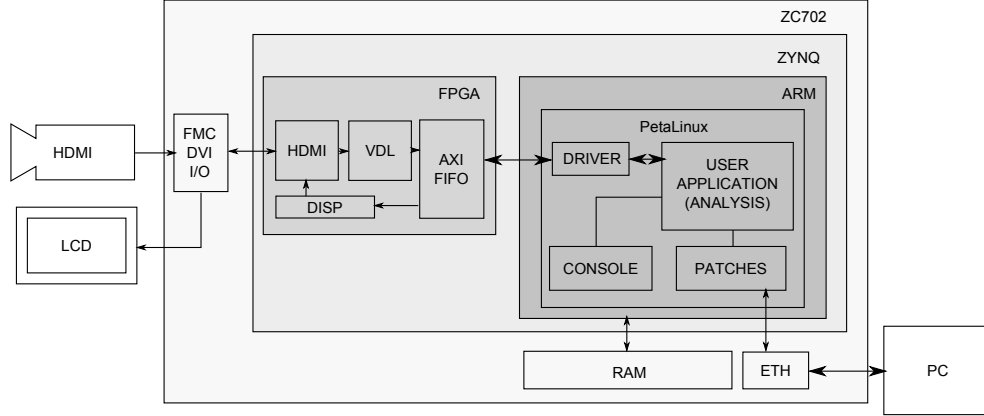 ZC702
ZYNQ
FPGA
ARM
PetaLinux
HDMI
FMC
DVI
I/O
HDMI
VDL
AXI
FIFO
DISP
DRIVER
USER
APPLICATION
(ANALYSIS)
LCD
CONSOLE
PATCHES
RAM
ETH
PC